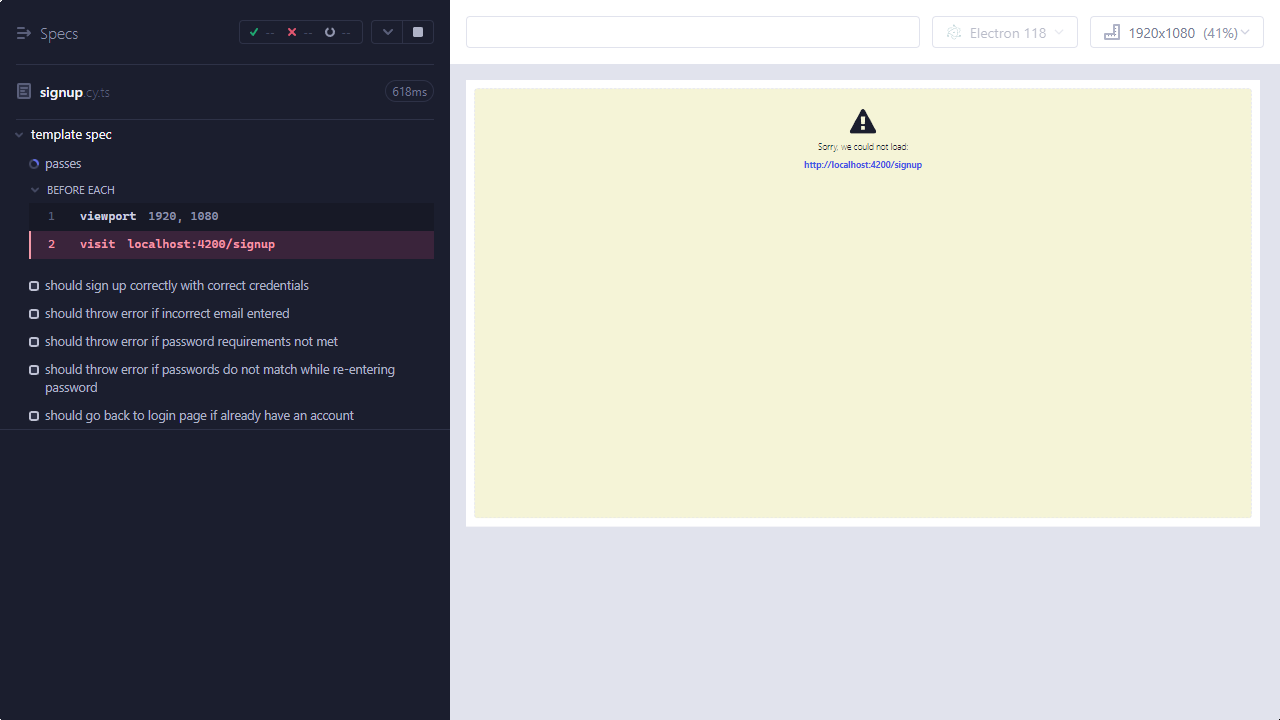 Specs
--
--
--
signup.cy.ts
618ms
template spec
passes
BEFORE EACH
1 viewport 1920, 1080
2 visit localhost:4200/signup
should sign up correctly with correct credentials
should throw error if incorrect email entered
should throw error if password requirements not met
should throw error if passwords do not match while re-entering
password
should go back to login page if already have an account
Electron 118
1920x1080 (41%)
Sorry, we could not load:
http://localhost:4200/signup